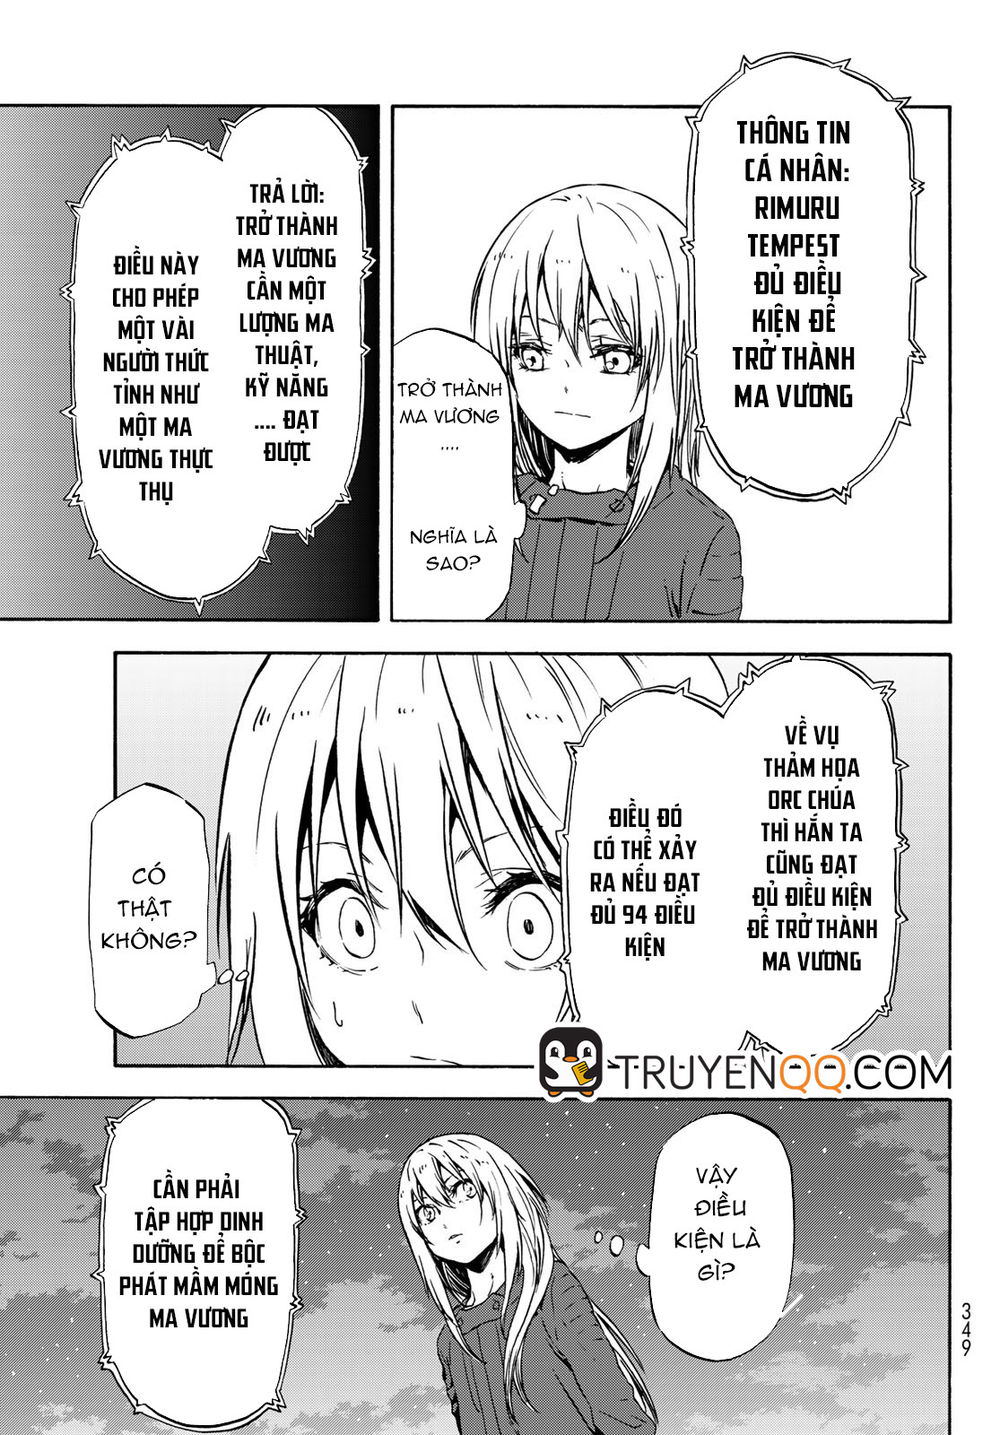 THÔNG TIN
CÁ NHÂN:
RIMURU
TEMPEST
ĐỦ ĐIỀU
KIỆN ĐỂ
TRỞ THÀNH
MA VƯƠNG
TRỞ THÀNH
MA VƯƠNG
....
NGHĨA LÀ
SAO?
TRẢ LỜI:
TRỞ THÀNH
MA VƯƠNG
CẦN MỘT
LƯỢNG MA
THUẬT,
KỸ NĂNG
.... ĐẠT
ĐƯỢC
ĐIỀU NÀY
CHO PHÉP
MỘT VÀI
NGƯỜI THỨC
TỈNH NHƯ
MỘT MA
VƯƠNG THỰC
THỤ
VỀ VỤ
THẢM HỌA
ORC CHÚA
THÌ HẮN TA
CŨNG ĐẠT
ĐỦ ĐIỀU KIỆN
ĐỂ TRỞ THÀNH
MA VƯƠNG
ĐIỀU ĐÓ
CÓ THỂ XẢY
RA NẾU ĐẠT
ĐỦ 94 ĐIỀU
KIỆN
CÓ
THẬT
KHÔNG?
TRUYENQQ.COM
VẬY
ĐIỀU
KIỆN LÀ
GÌ?
CẦN PHẢI
TẬP HỢP DINH
DƯỠNG ĐỂ BỘC
PHÁT MẦM MÓNG
MA VƯƠNG
349